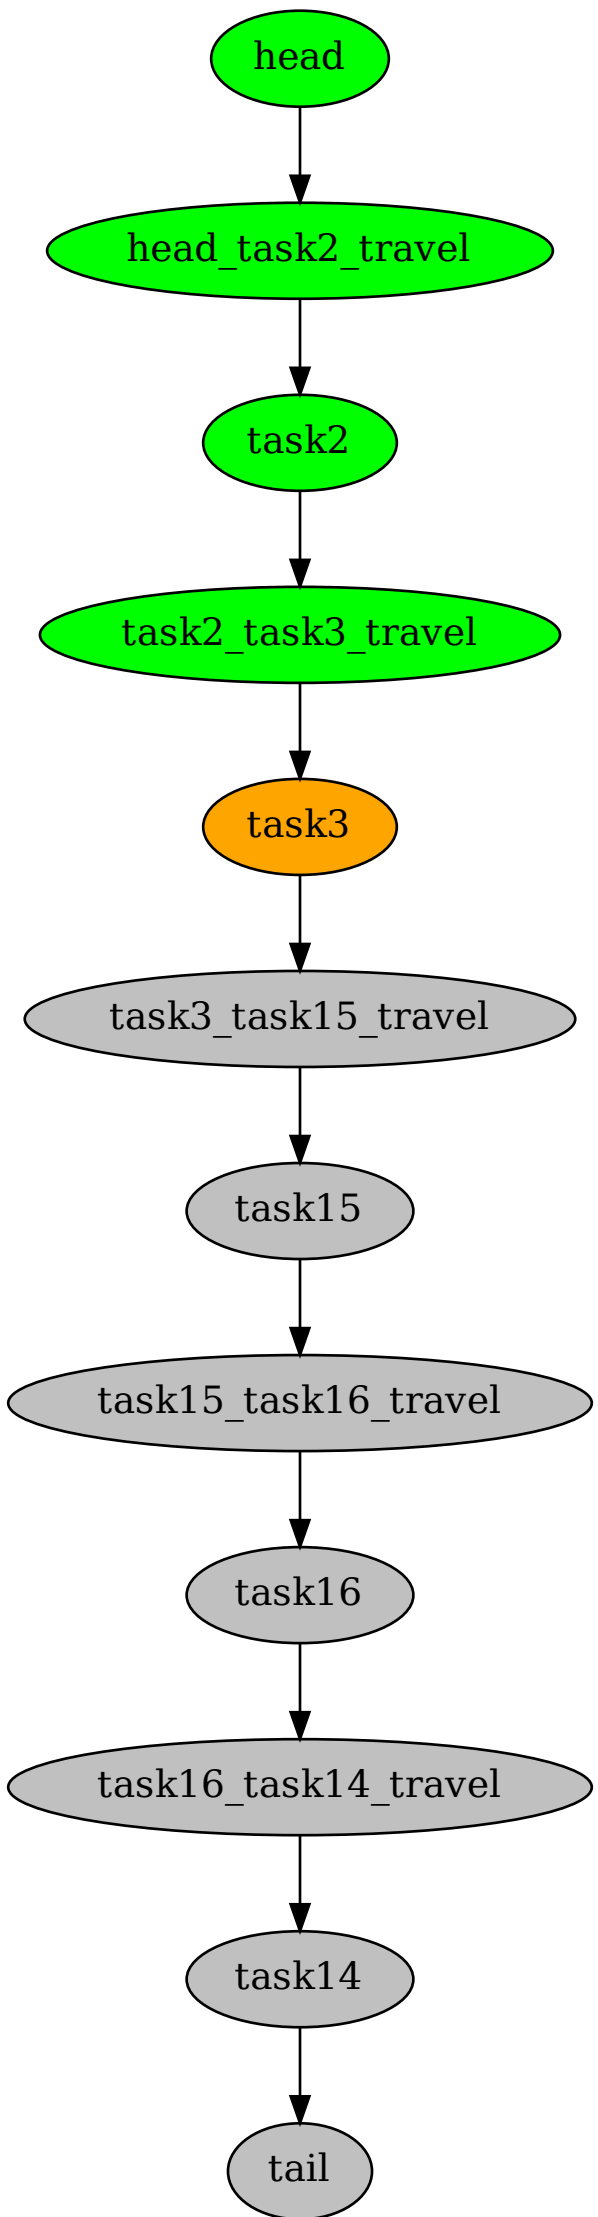 head
head_task2_travel
task2
task2_task3_travel
task3
task3_task15_travel
task15
task15_task16_travel
task16
task16_task14_travel
task14
tail